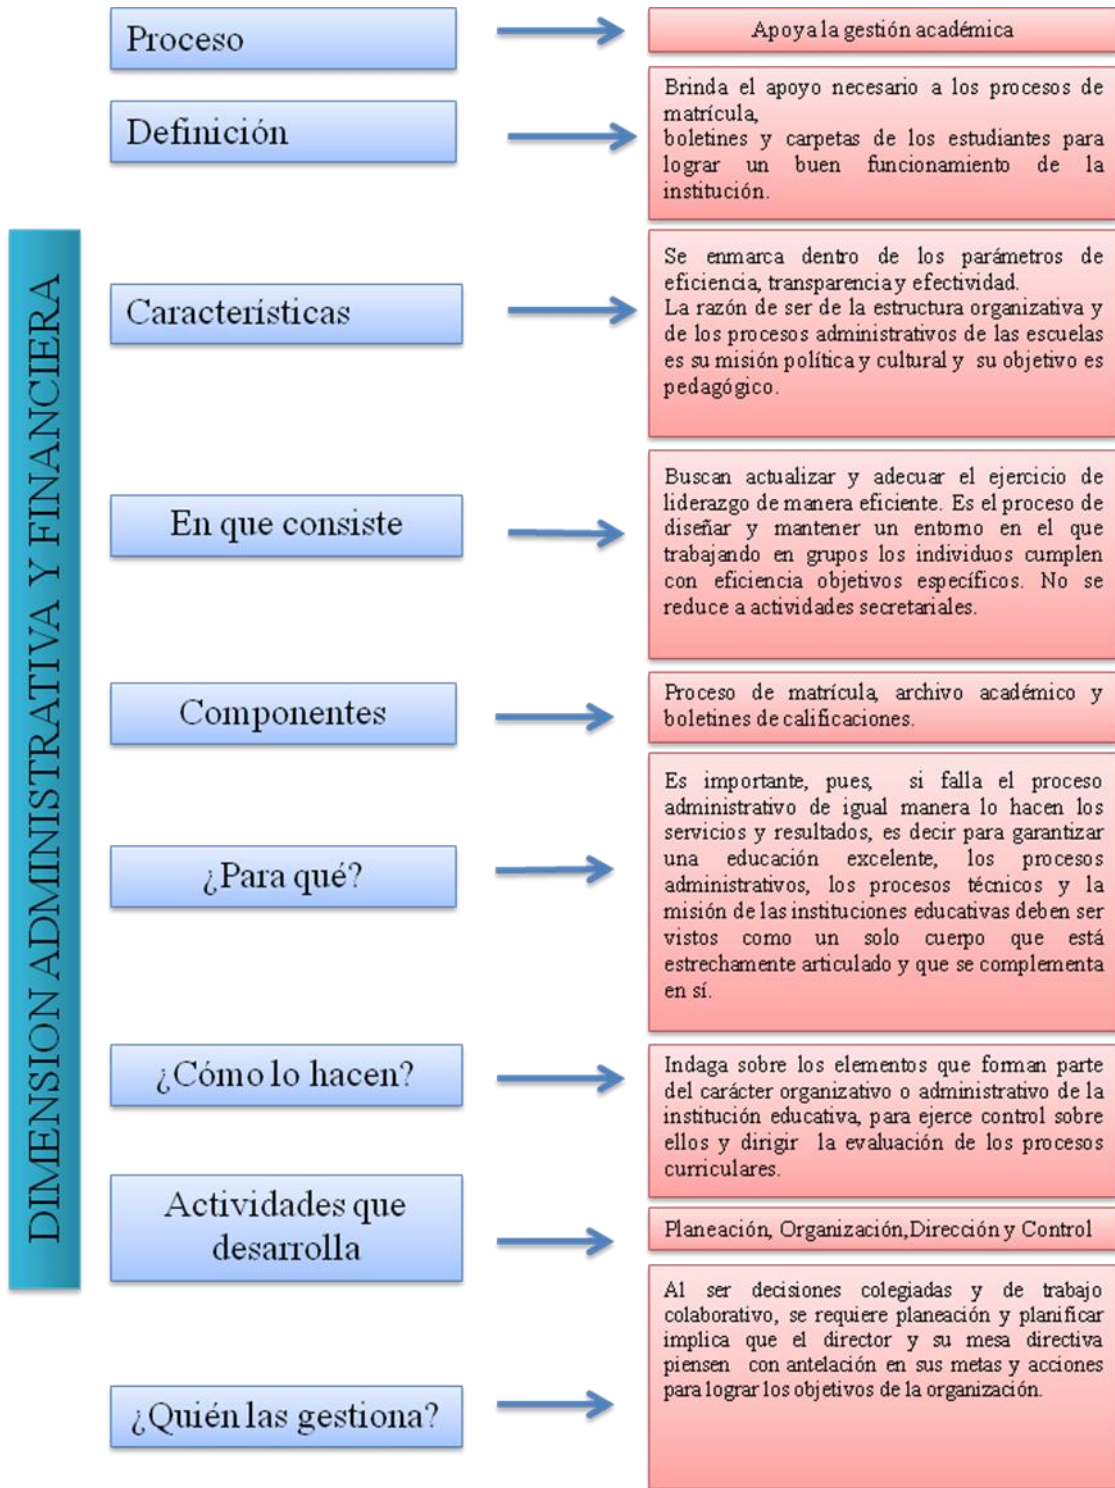 DIMENSION ADMINISTRATIVA Y FINANCIERA
Proceso
Apoya la gestión académica
Definición
Brinda el apoyo necesario a los procesos de
matrícula,
boletines y carpetas de los estudiantes para
lograr un buen funcionamiento de la
institución.
Características
Se enmarca dentro de los parámetros de
eficiencia, transparencia y efectividad.
La razón de ser de la estructura organizativa y
de los procesos administrativos de las escuelas
es su misión política y cultural y su objetivo es
pedagógico.
En que consiste
Buscan actualizar y adecuar el ejercicio de
liderazgo de manera eficiente. Es el proceso de
diseñar y mantener un entorno en el que
trabajando en grupos los individuos cumplen
con eficiencia objetivos específicos. No se
reduce a actividades secretariales.
Componentes
Proceso de matrícula, archivo académico y
boletines de calificaciones.
¿Para qué?
Es importante, pues, si falla el proceso
administrativo de igual manera lo hacen los
servicios y resultados, es decir para garantizar
una educación excelente, los procesos
administrativos, los procesos técnicos y la
misión de las instituciones educativas deben ser
vistos como un solo cuerpo que está
estrechamente articulado y que se complementa
en sí.
¿Cómo lo hacen?
Indaga sobre los elementos que forman parte
del carácter organizativo o administrativo de la
institución educativa, para ejerce control sobre
ellos y dirigir la evaluación de los procesos
curriculares.
Actividades que
desarrolla
Planeación, Organización,Dirección y Control
¿Quién las gestiona?
Al ser decisiones colegiadas y de trabajo
colaborativo, se requiere planeación y planificar
implica que el director y su mesa directiva
piensen con antelación en sus metas y acciones
para lograr los objetivos de la organización.